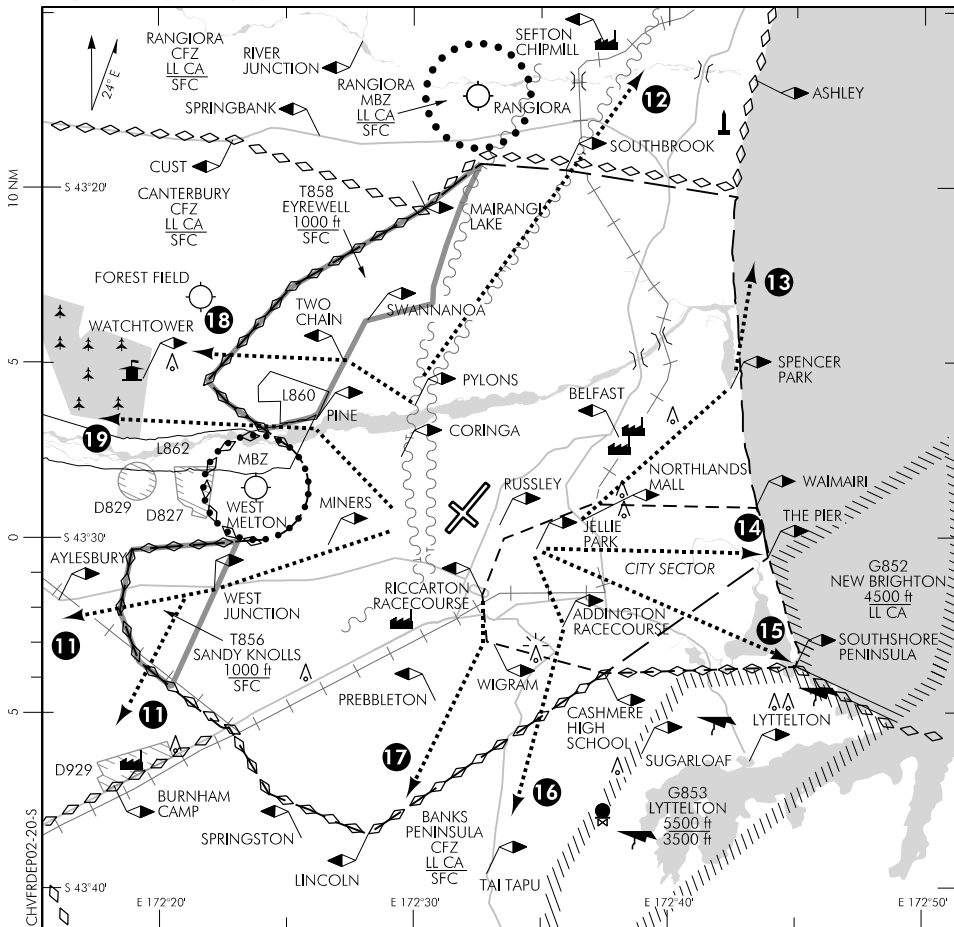 24° E
RANGIORA
CFZ
LL CA
SFC
RIVER
JUNCTION
SEFTON
CHIPMILL
SPRINGBANK
RANGIORA
MBZ
LL CA
SFC
RANGIORA
12
ASHLEY
SOUTHBROOK
CUST
10 NM
S 43°20'
CANTERBURY
CFZ
LL CA
SFC
T858
EYREWELL
1000 ft
SFC
MAIRANGI
LAKE
FOREST FIELD
18
TWO
CHAIN
SWANNANOA
13
WATCHTOWER
5
L860
PINE
PYLONS
SPENCER
PARK
BELFAST
19
L862
MBZ
CORINGA
D829
D827
WEST
MELTON
MINERS
RUSSLEY
NORTHLANDS
MALL
WAIMAIRI
THE PIER
14
JELLIE
PARK
0
S 43°30'
AYLESBURY
CITY SECTOR
G852
NEW BRIGHTON
4500 ft
LL CA
RICCARTON
RACECOURSE
WEST
JUNCTION
ADDINGTON
RACECOURSE
11
T856
SANDY KNOLLS
1000 ft
SFC
15
SOUTHSHORE
PENINSULA
PREBBLETON
WIGRAM
11
5
CASHMERE
HIGH
SCHOOL
LYTTELTON
SUGARLOAF
D929
17
16
BURNHAM
CAMP
SPRINGSTON
BANKS
PENINSULA
CFZ
LL CA
SFC
G853
LYTTELTON
5500 ft
3500 ft
LINCOLN
TAI TAPU
S 43°40'
E 172°20'
E 172°30'
E 172°40'
E 172°50'
CHVFRDEP02-20-S